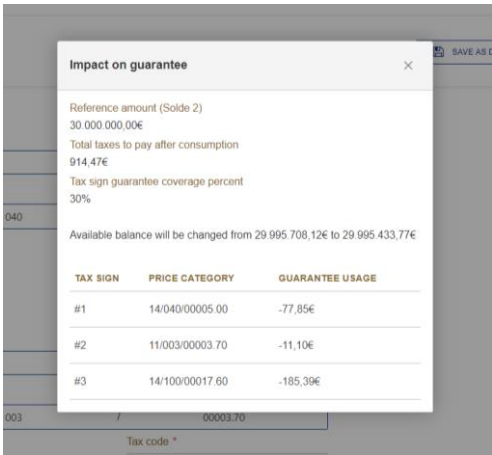 SAVE AS D
Impact on guarantee
Reference amount (Solde 2)
30.000.000,00€
Total taxes to pay after consumption
914,47€
Tax sign guarantee coverage percent
30%
040
Available balance will be changed from 29.995.708,12€ to 29.995.433,77€
TAX SIGN PRICE CATEGORY GUARANTEE USAGE
#1 14/040/00005.00 -77,85€
#2 11/003/00003.70 -11,10€
#3 14/100/00017.60 -185,39€
003 / 00003.70
Tax code *